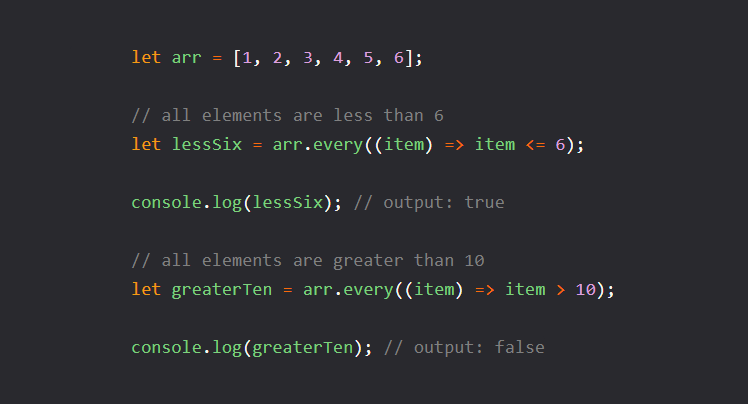 let arr = [1, 2, 3, 4, 5, 6];
// all elements are less than 6
let lessSix = arr.every((item) => item <= 6);
console.log(lessSix); // output: true
// all elements are greater than 10
let greaterTen = arr.every((item) => item > 10);
console.log(greaterTen); // output: false